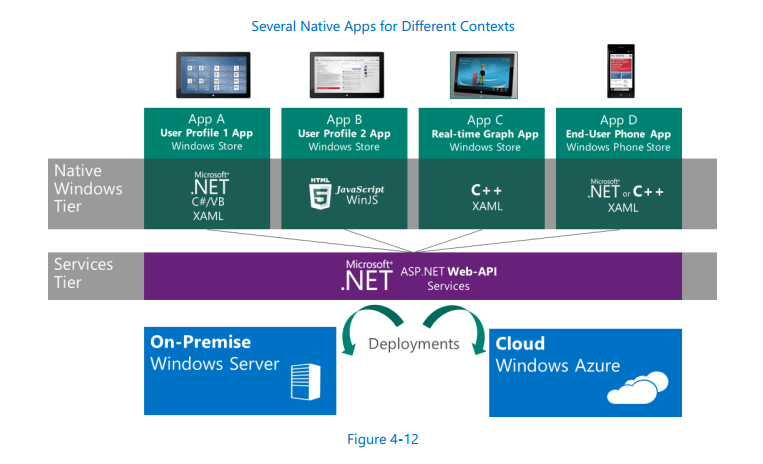 Several Native Apps for Different Contexts
App A
User Profile 1 App
Windows Store
App B
User Profile 2 App
Windows Store
App C
Real-time Graph App
Windows Store
App D
End-User Phone App
Windows Phone Store
Native
Windows
Tier
Microsoft®
.NET
C#/VB
XAML
HTML
5
JavaScript
WinJS
C++
XAML
Microsoft®
.NET or C++
XAML
Services
Tier
Microsoft®
.NET ASP.NET Web-API
Services
On-Premise
Windows Server
Deployments
Cloud
Windows Azure
Figure 4-12